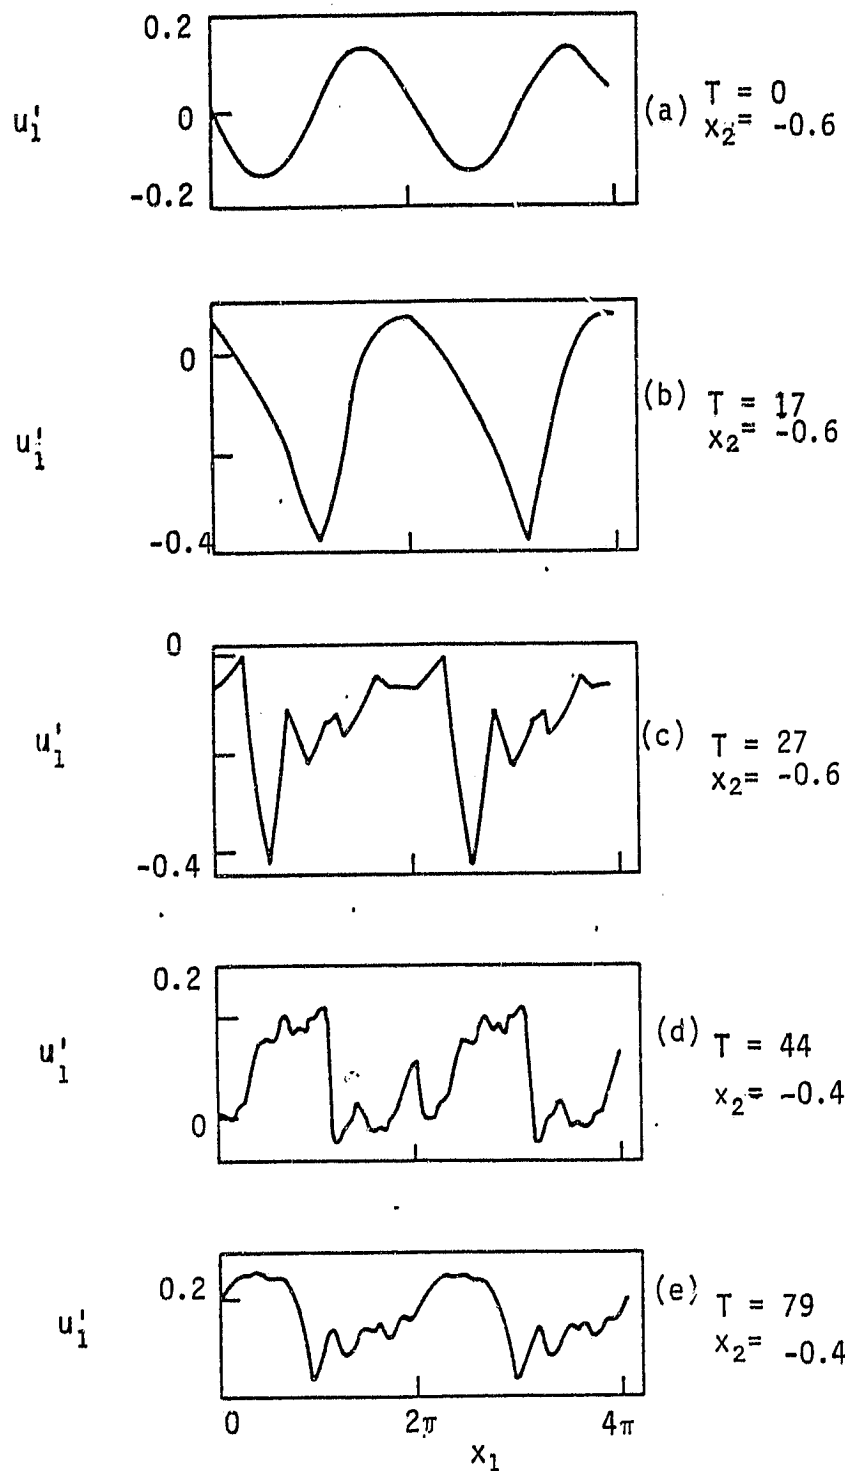 0.2
u₁' 0 (a) T = 0
x₂= -0.6
-0.2
0 (b) T = 17
u₁' x₂= -0.6
-0.4
0
u₁' (c) T = 27
x₂= -0.6
-0.4
0.2
u₁' (d) T = 44
x₂= -0.4
0
0.2 (e) T = 79
u₁' x₂= -0.4
0 2π 4π
x₁